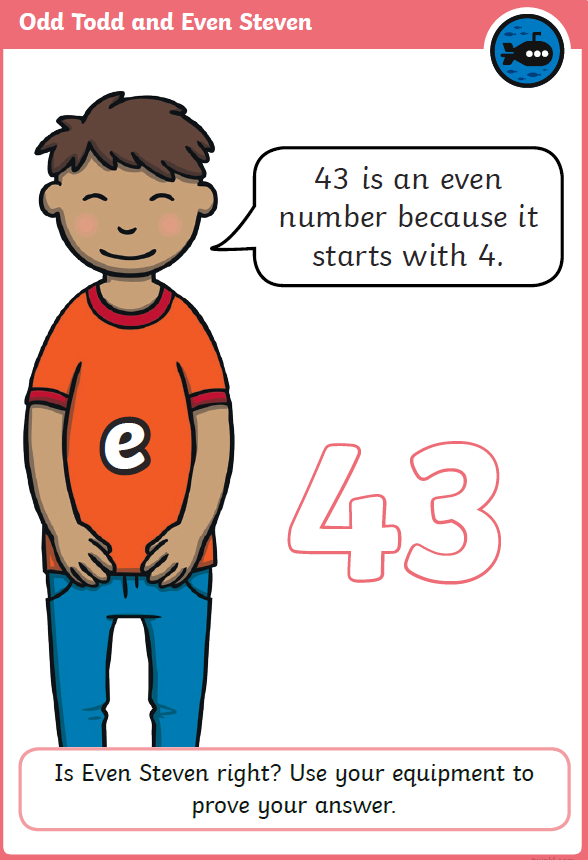 Odd Todd and Even Steven
43 is an even
number because it
starts with 4.
e
43
Is Even Steven right? Use your equipment to
prove your answer.